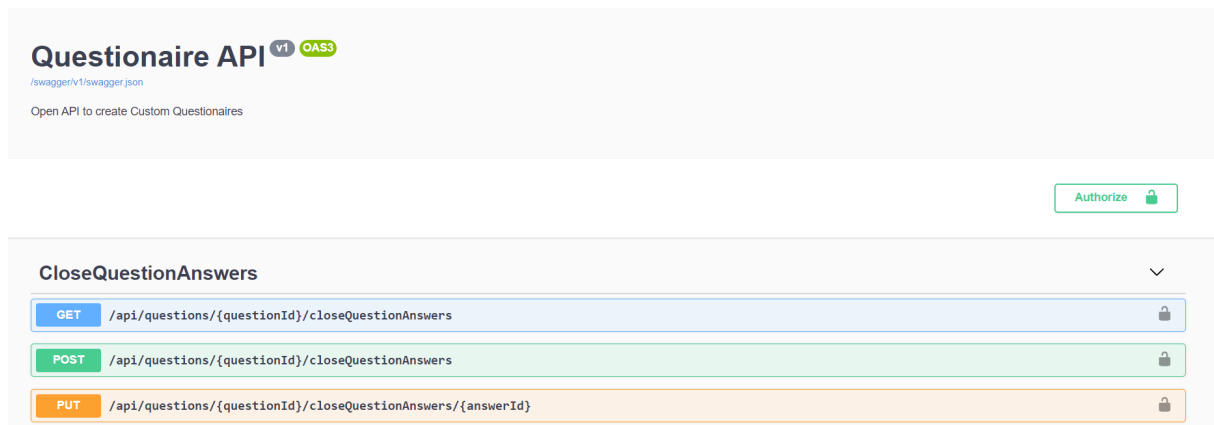 Questionaire API v1 OAS3
/swagger/v1/swagger.json
Open API to create Custom Questionaires
Authorize
CloseQuestionAnswers
GET /api/questions/{questionId}/closeQuestionAnswers
POST /api/questions/{questionId}/closeQuestionAnswers
PUT /api/questions/{questionId}/closeQuestionAnswers/{answerId}